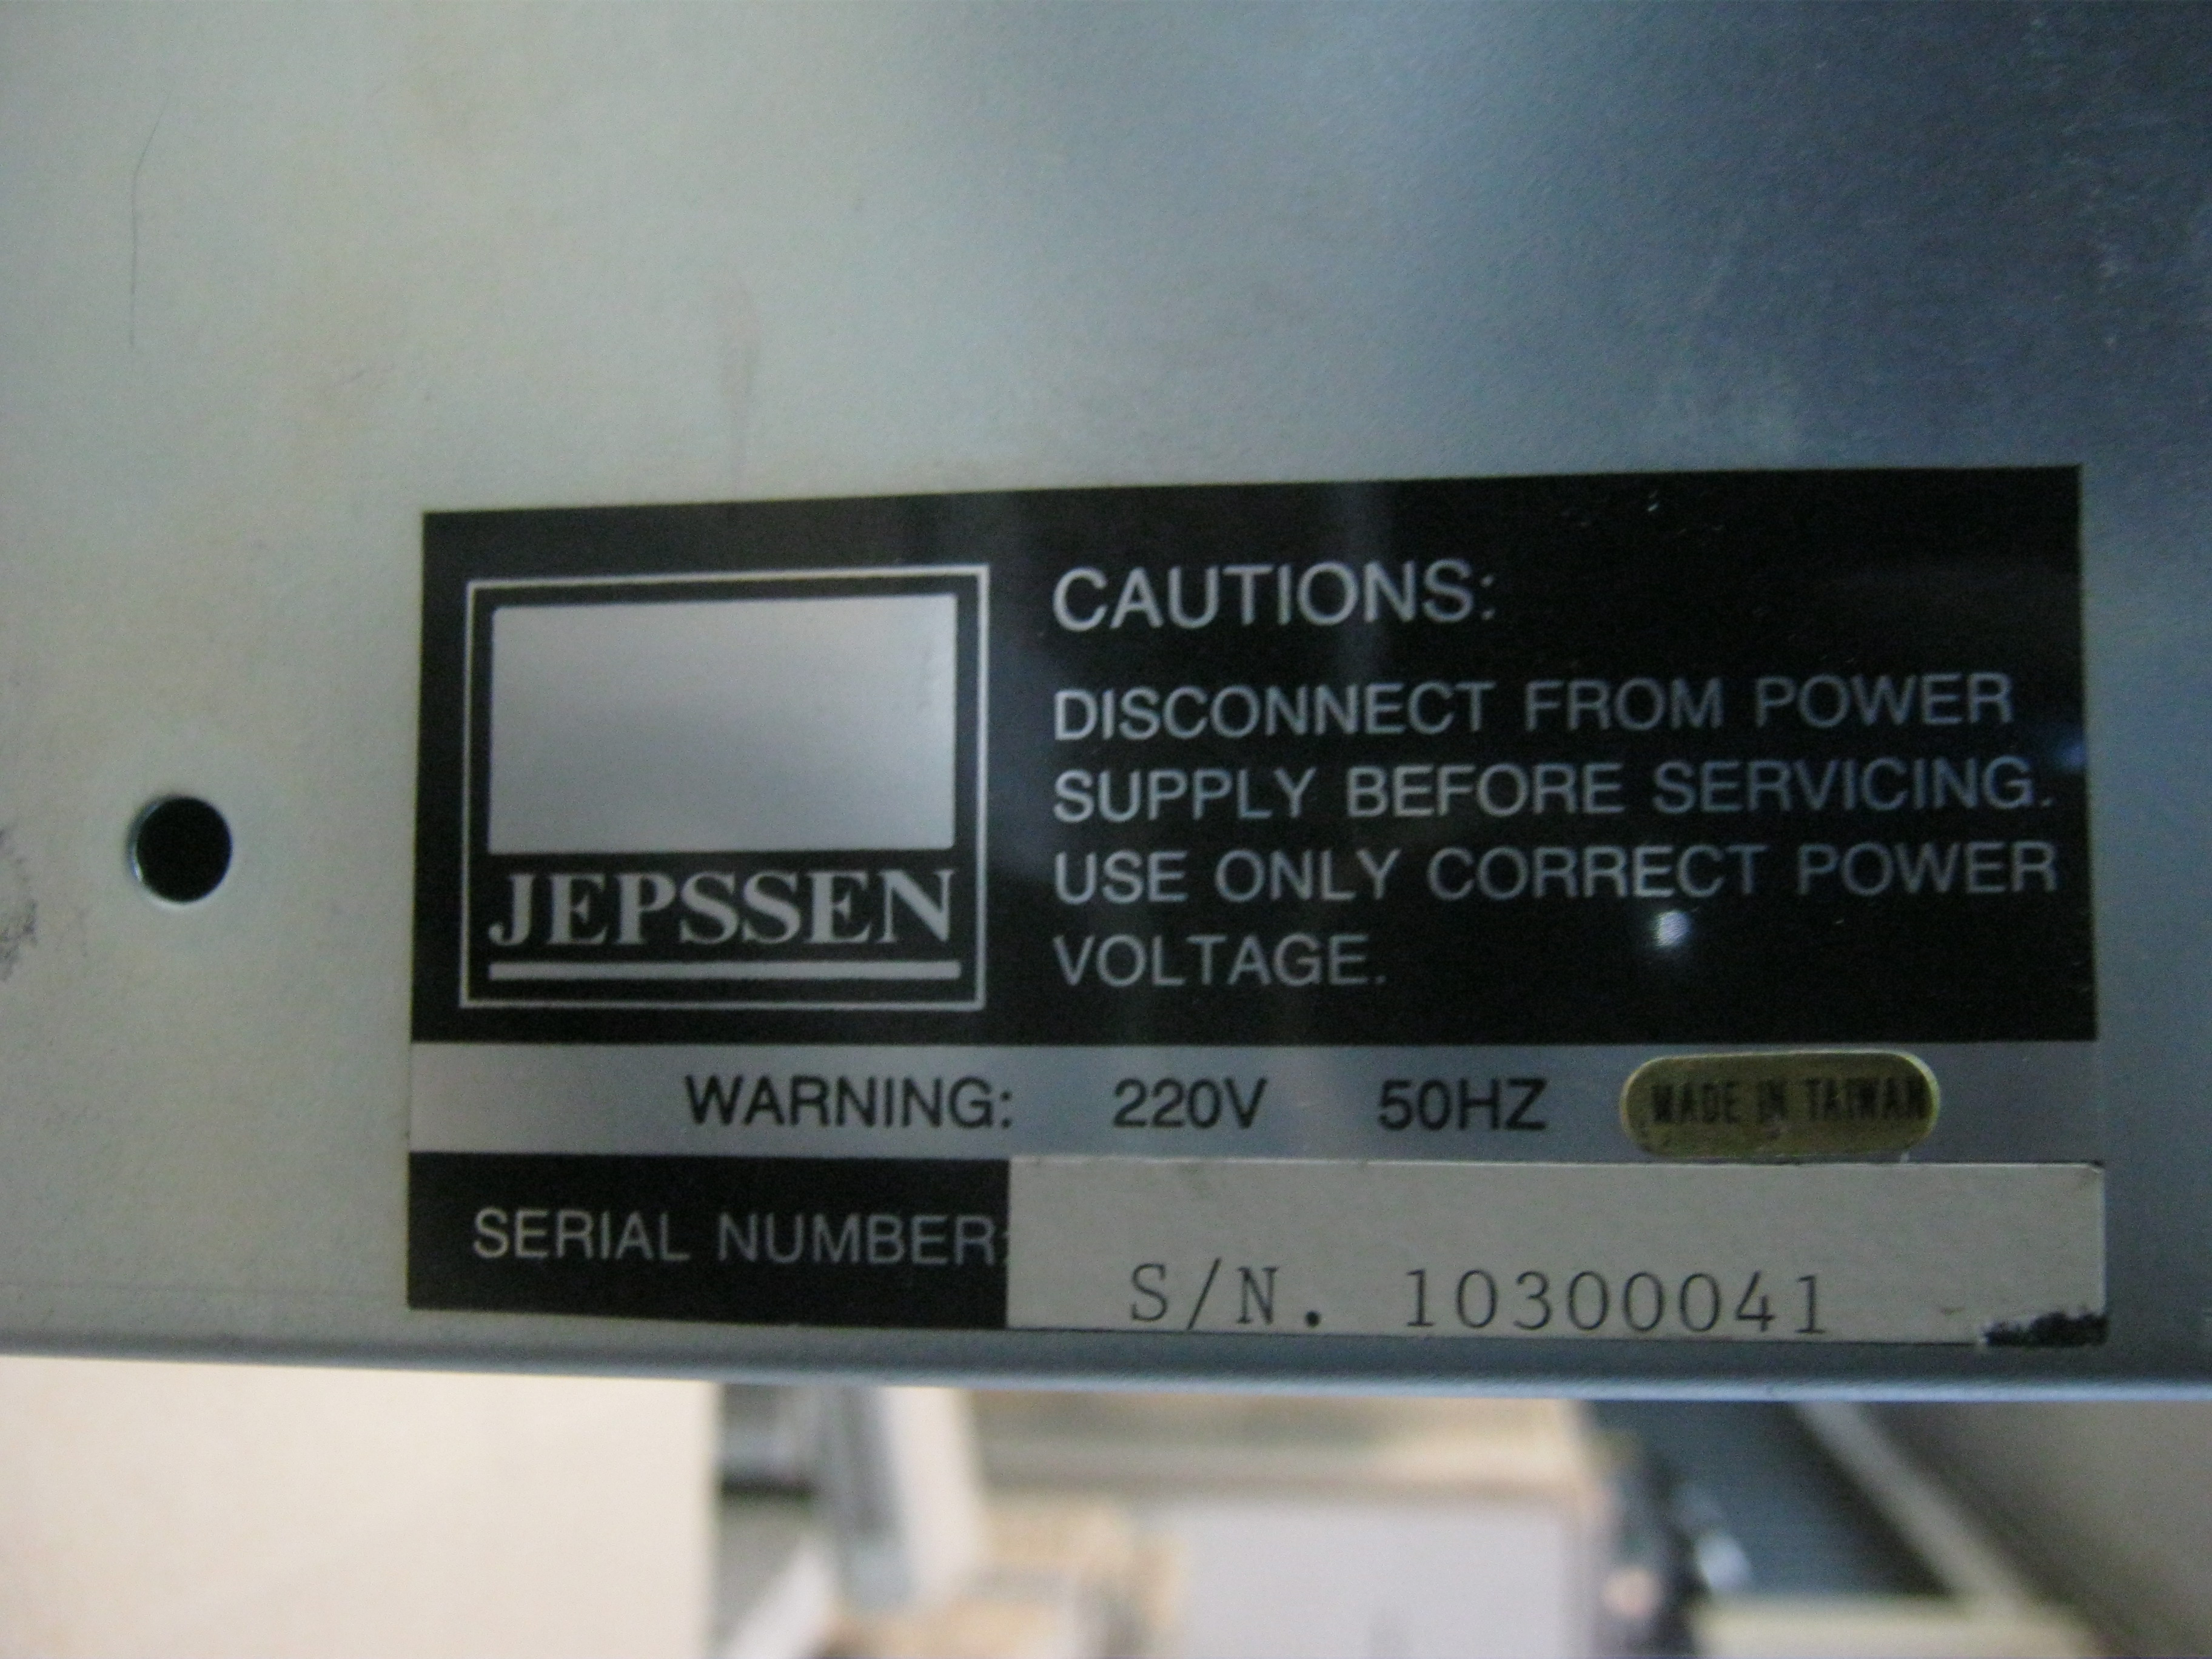 JEPSSEN
CAUTIONS:
DISCONNECT FROM POWER
SUPPLY BEFORE SERVICING.
USE ONLY CORRECT POWER
VOLTAGE.
WARNING: 220V 50HZ MADE IN TAIWAN
SERIAL NUMBER: S/N. 10300041